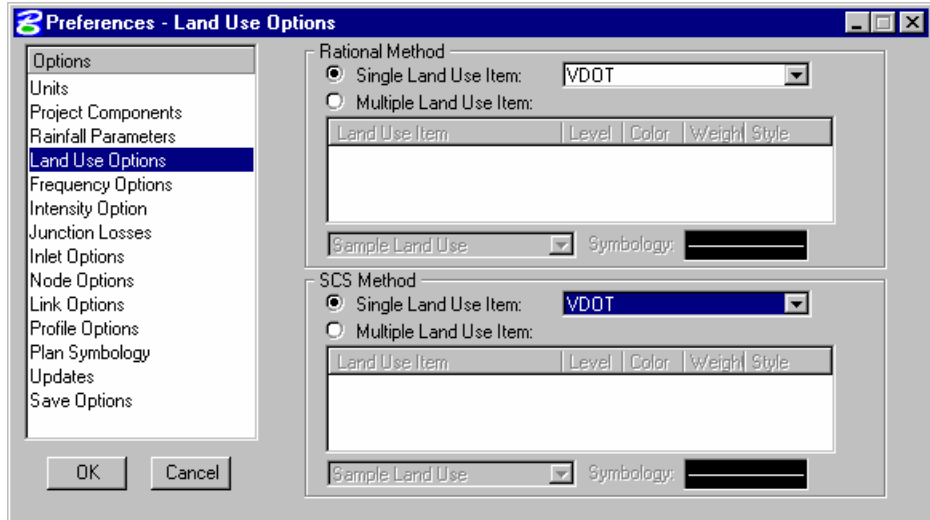 Preferences - Land Use Options
Options
Units
Project Components
Rainfall Parameters
Land Use Options
Frequency Options
Intensity Option
Junction Losses
Inlet Options
Node Options
Link Options
Profile Options
Plan Symbology
Updates
Save Options
OK Cancel
Rational Method
Single Land Use Item: VDOT
Multiple Land Use Item:
Land Use Item Level Color Weight Style
Sample Land Use Symbology:
SCS Method
Single Land Use Item: VDOT
Multiple Land Use Item:
Land Use Item Level Color Weight Style
Sample Land Use Symbology: